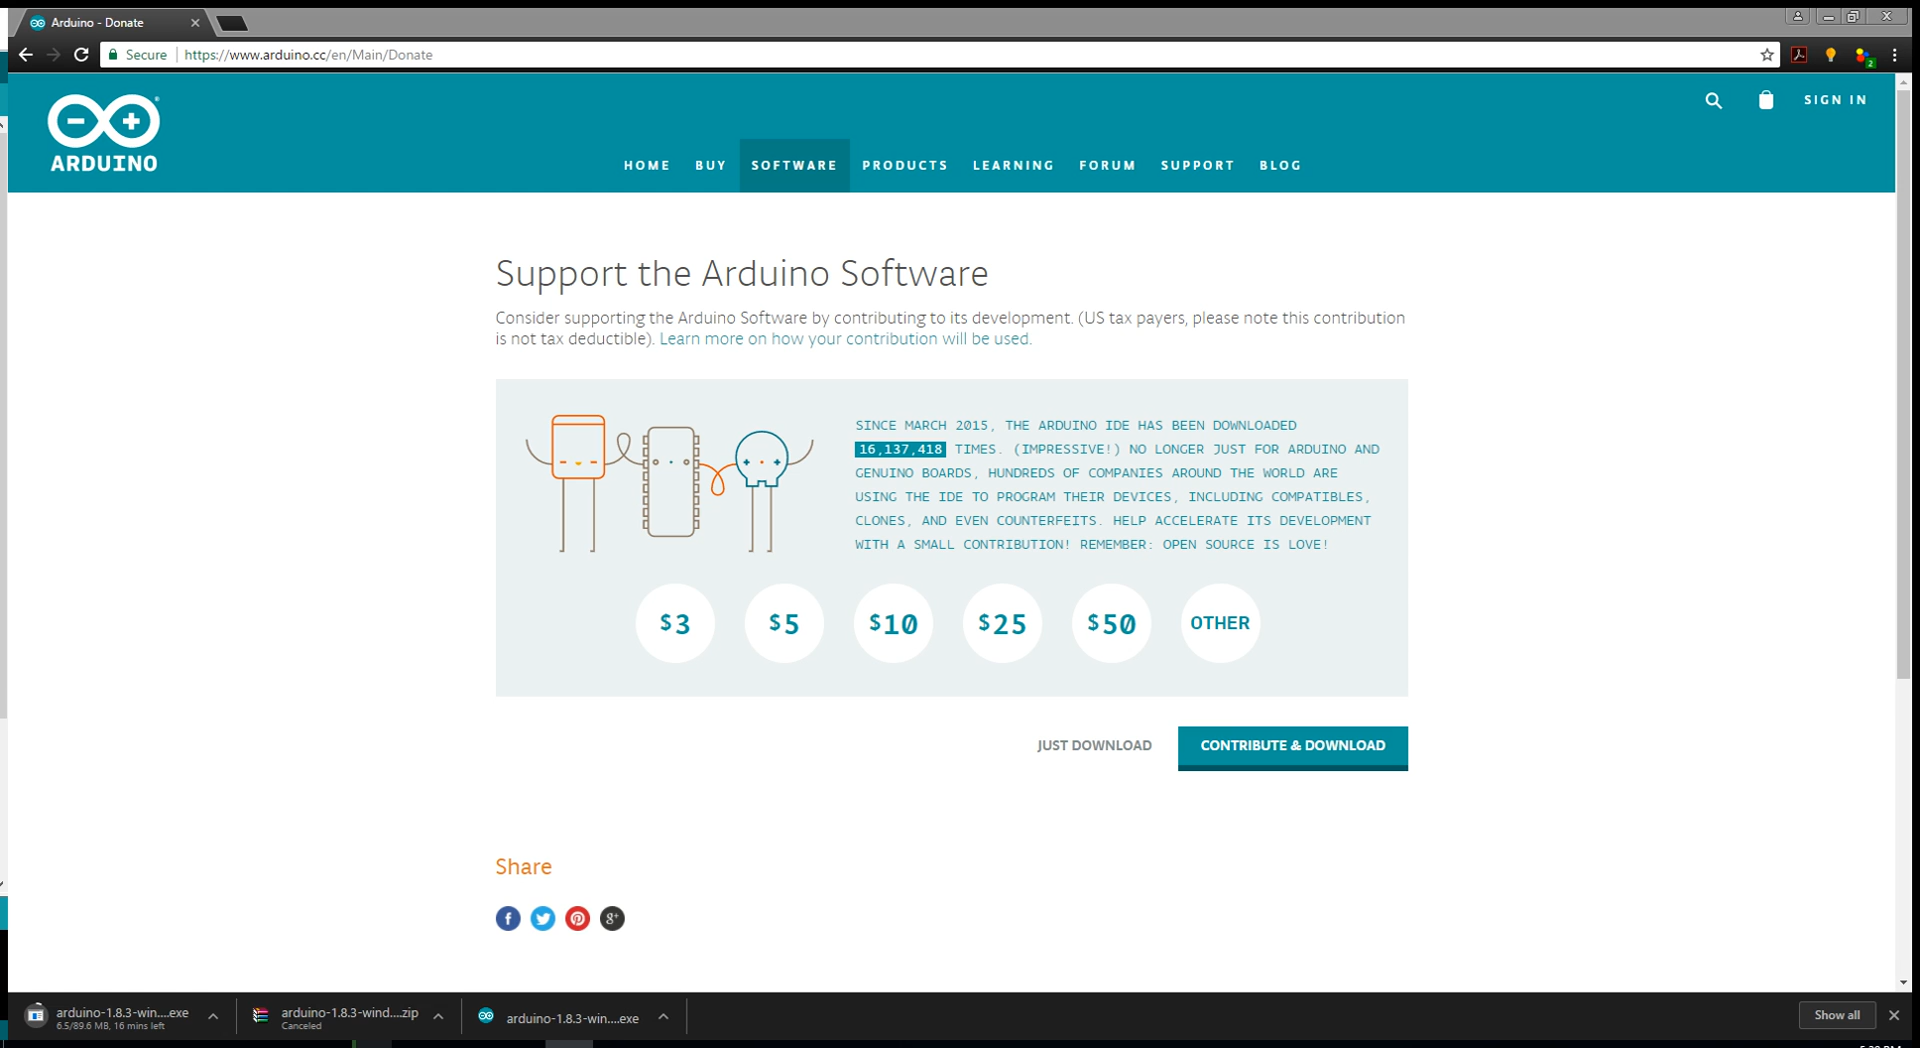 Arduino - Donate
Secure https://www.arduino.cc/en/Main/Donate
2
SIGN IN
ARDUINO
HOME BUY SOFTWARE PRODUCTS LEARNING FORUM SUPPORT BLOG
Support the Arduino Software
Consider supporting the Arduino Software by contributing to its development. (US tax payers, please note this contribution
is not tax deductible). Learn more on how your contribution will be used.
SINCE MARCH 2015, THE ARDUINO IDE HAS BEEN DOWNLOADED
16,137,418 TIMES. (IMPRESSIVE!) NO LONGER JUST FOR ARDUINO AND
GENUINO BOARDS, HUNDREDS OF COMPANIES AROUND THE WORLD ARE
USING THE IDE TO PROGRAM THEIR DEVICES, INCLUDING COMPATIBLES,
CLONES, AND EVEN COUNTERFEITS. HELP ACCELERATE ITS DEVELOPMENT
WITH A SMALL CONTRIBUTION! REMEMBER: OPEN SOURCE IS LOVE!
$3 $5 $10 $25 $50 OTHER
JUST DOWNLOAD CONTRIBUTE & DOWNLOAD
Share
f g+
arduino-1.8.3-win....exe arduino-1.8.3-wind....zip arduino-1.8.3-win....exe Show all
6.5/89.6 MB, 16 mins left Canceled